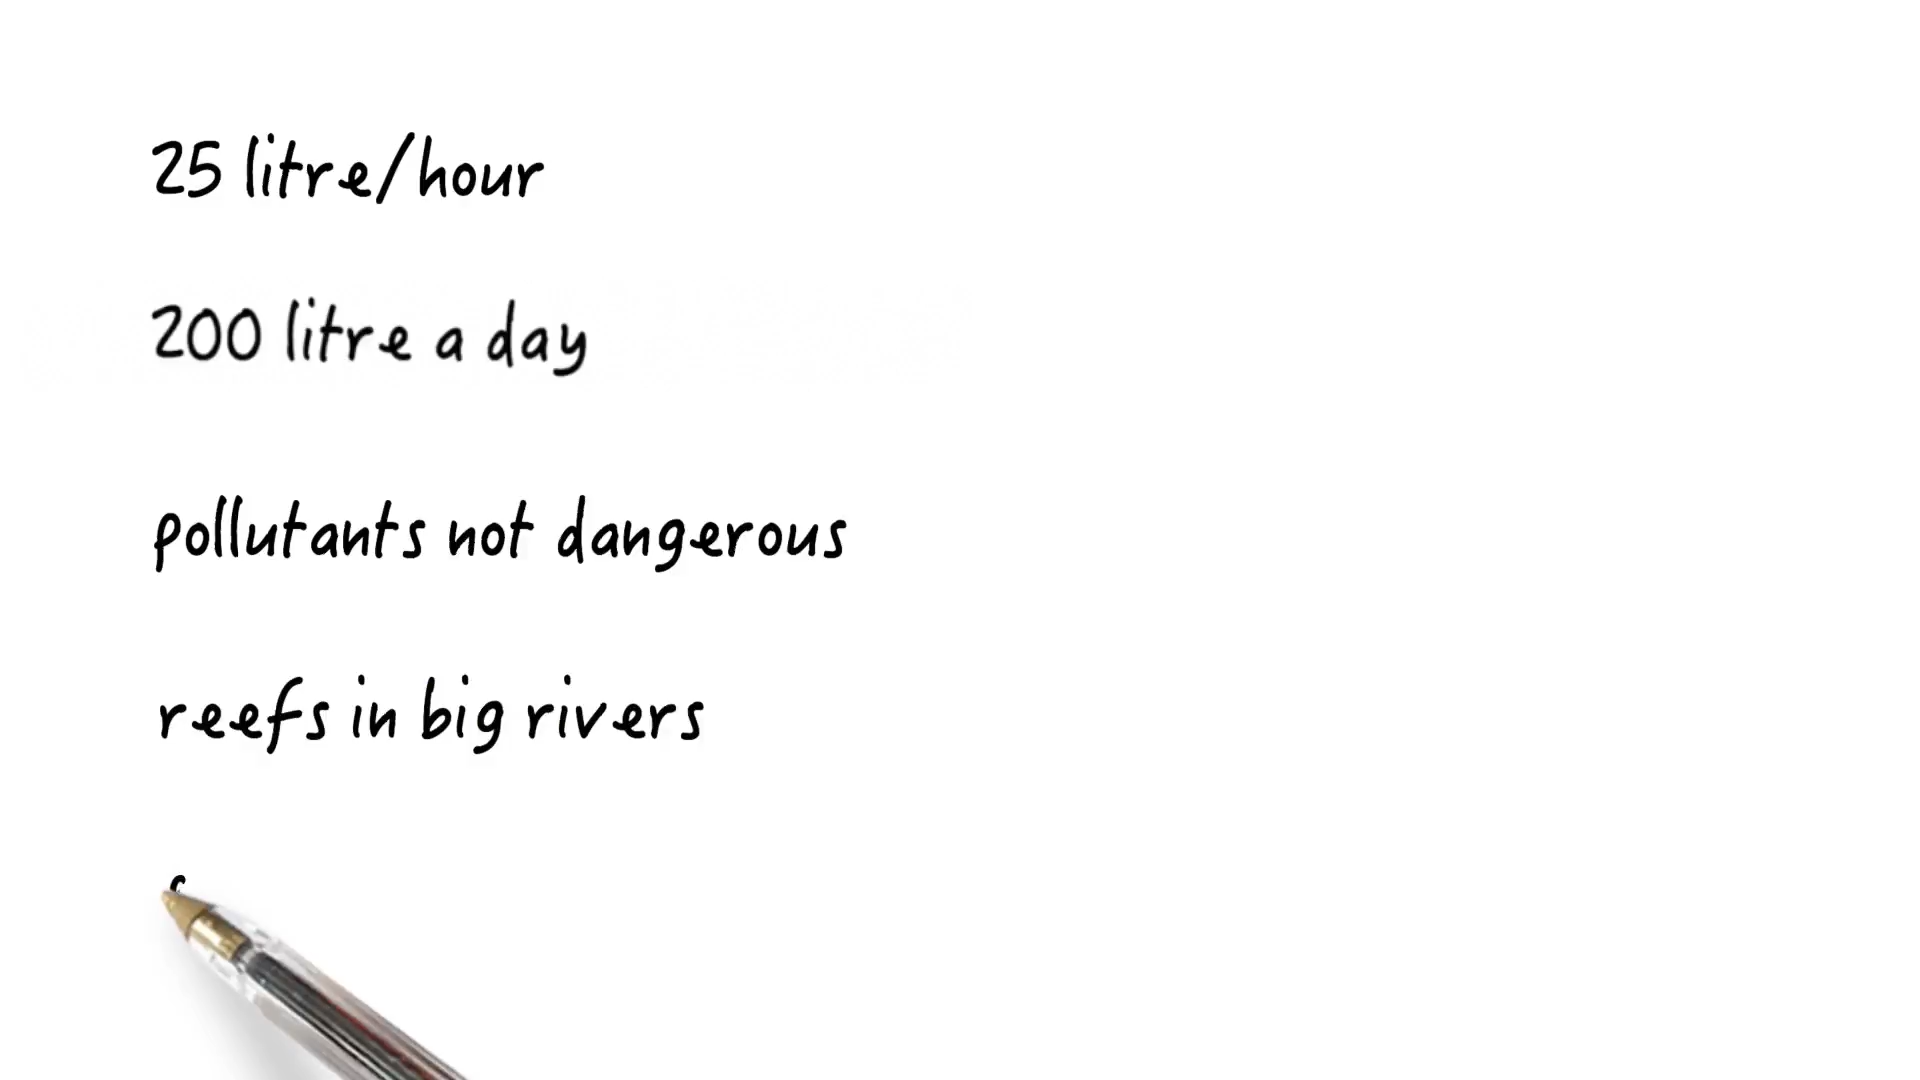 25 litre/hour
200 litre a day
pollutants not dangerous
reefs in big rivers